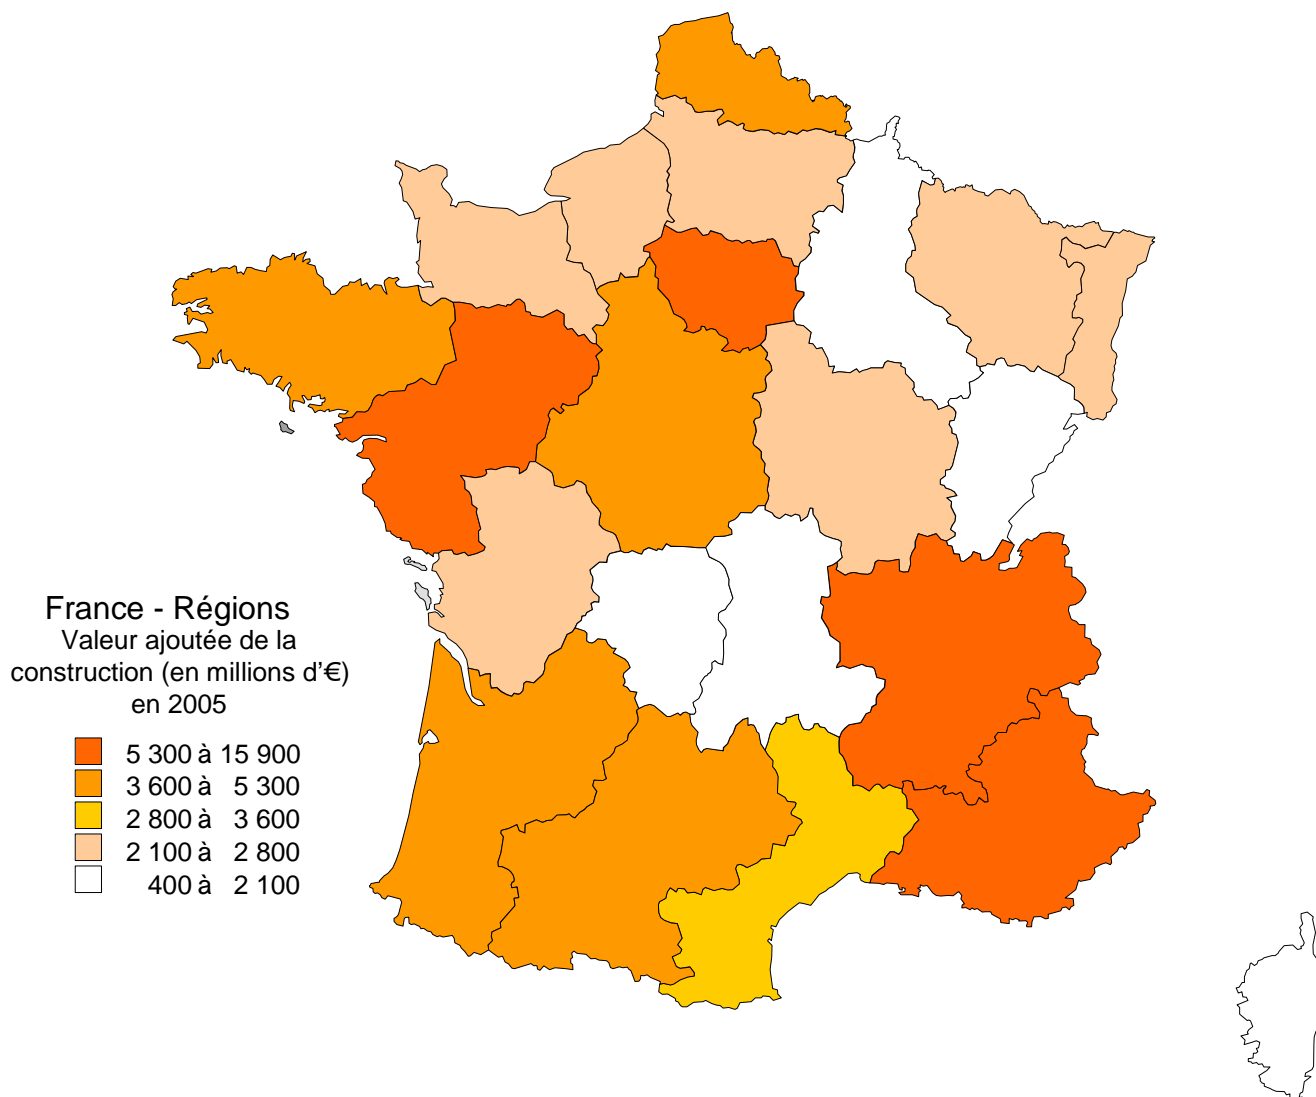 France - Régions
Valeur ajoutée de la
construction (en millions d'€)
en 2005
5 300 à 15 900
3 600 à 5 300
2 800 à 3 600
2 100 à 2 800
400 à 2 100